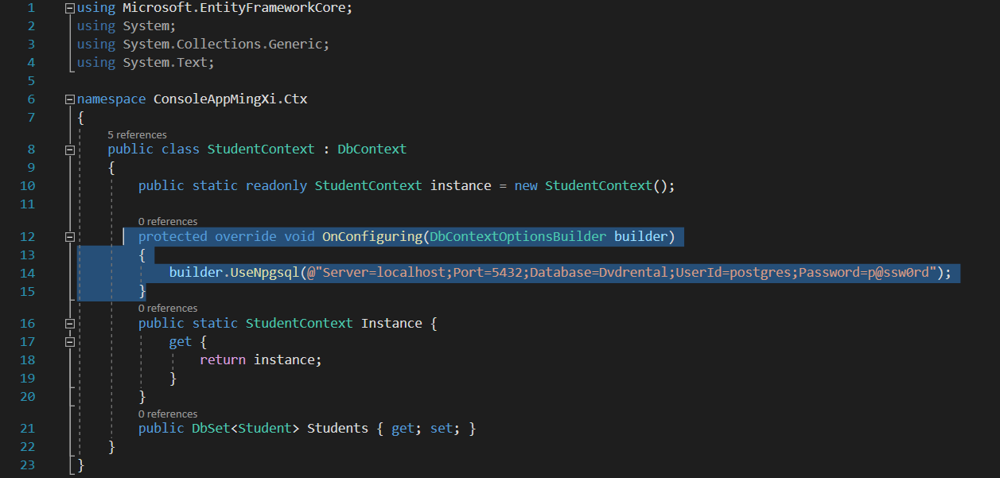 1 using Microsoft.EntityFrameworkCore;
2 using System;
3 using System.Collections.Generic;
4 using System.Text;
5
6 namespace ConsoleAppMingXi.Ctx
7 {
5 references
8 public class StudentContext : DbContext
9 {
10 public static readonly StudentContext instance = new StudentContext();
11
0 references
12 protected override void OnConfiguring(DbContextOptionsBuilder builder)
13 {
14 builder.UseNpgsql(@"Server=localhost;Port=5432;Database=Dvdrental;UserId=postgres;Password=p@ssw0rd");
15 }
0 references
16 public static StudentContext Instance {
17 get {
18 return instance;
19 }
20 }
0 references
21 public DbSet<Student> Students { get; set; }
22 }
23 }